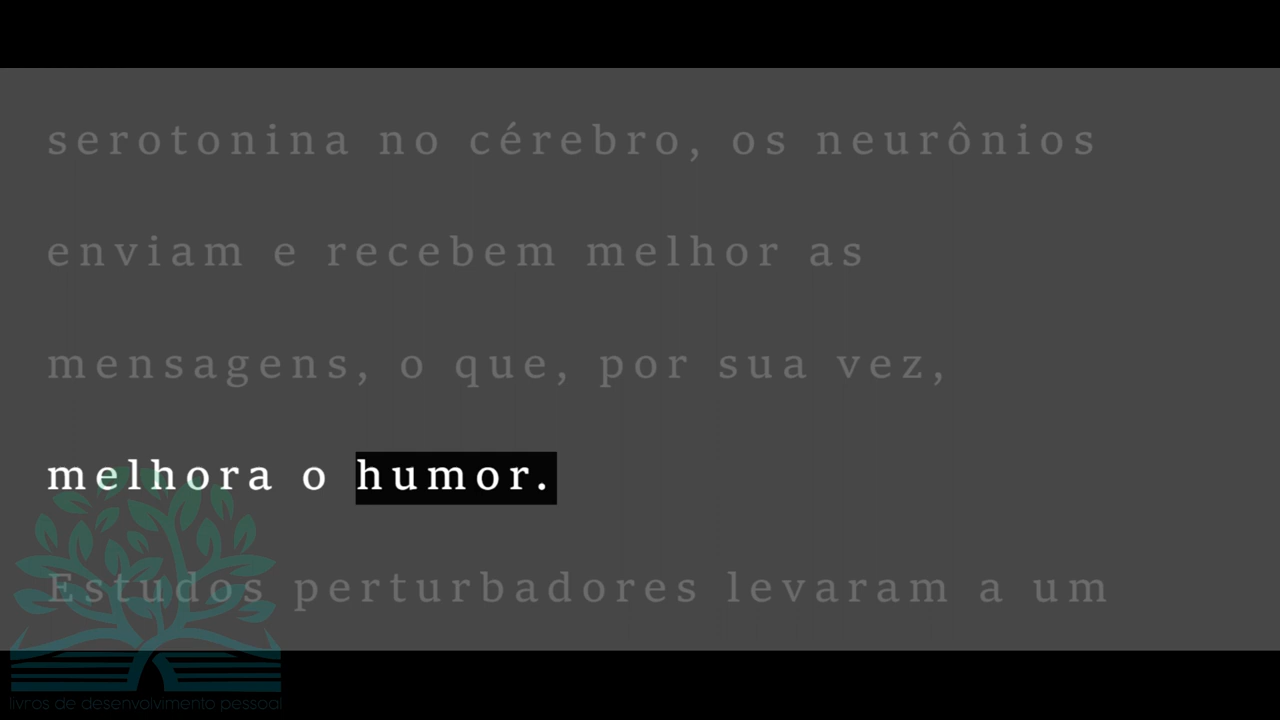 serotonina no cérebro, os neurônios
enviam e recebem melhor as
mensagens, o que, por sua vez,
melhora o humor.
Estudos perturbadores levaram a um
livros de desenvolvimento pessoal